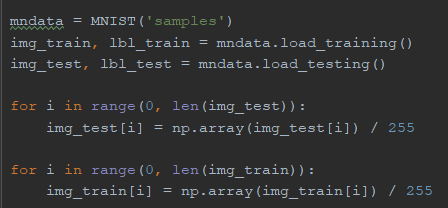 mndata = MNIST('samples')
img_train, lbl_train = mndata.load_training()
img_test, lbl_test = mndata.load_testing()
for i in range(0, len(img_test)):
img_test[i] = np.array(img_test[i]) / 255
for i in range(0, len(img_train)):
img_train[i] = np.array(img_train[i]) / 255